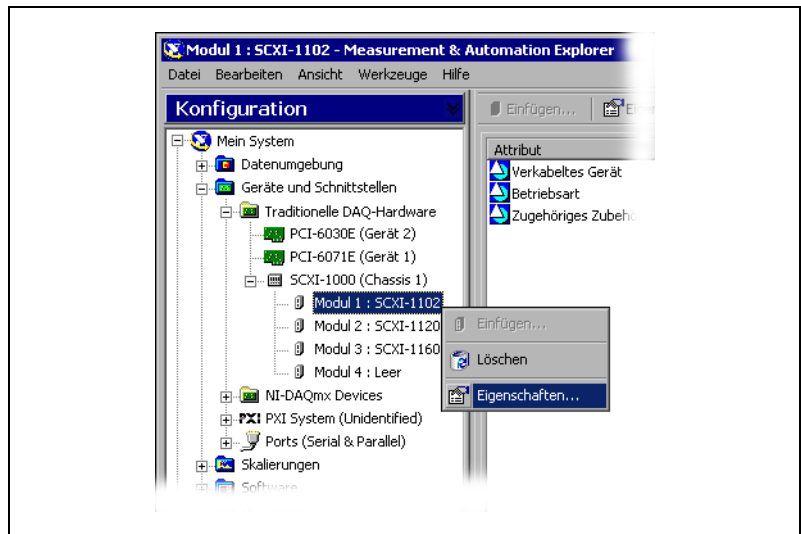 Modul 1 : SCXI-1102 - Measurement & Automation Explorer
Datei Bearbeiten Ansicht Werkzeuge Hilfe
Konfiguration
Einfügen...
Mein System
Datenumgebung
Geräte und Schnittstellen
Traditionelle DAQ-Hardware
PCI-6030E (Gerät 2)
PCI-6071E (Gerät 1)
SCXI-1000 (Chassis 1)
Modul 1 : SCXI-1102
Modul 2 : SCXI-1120
Modul 3 : SCXI-1160
Modul 4 : Leer
NI-DAQmx Devices
PXI PXI System (Unidentified)
Ports (Serial & Parallel)
Skalierungen
Software
Attribut
Verkabeltes Gerät
Betriebsart
Zugehöriges Zubehö
Einfügen...
Löschen
Eigenschaften...